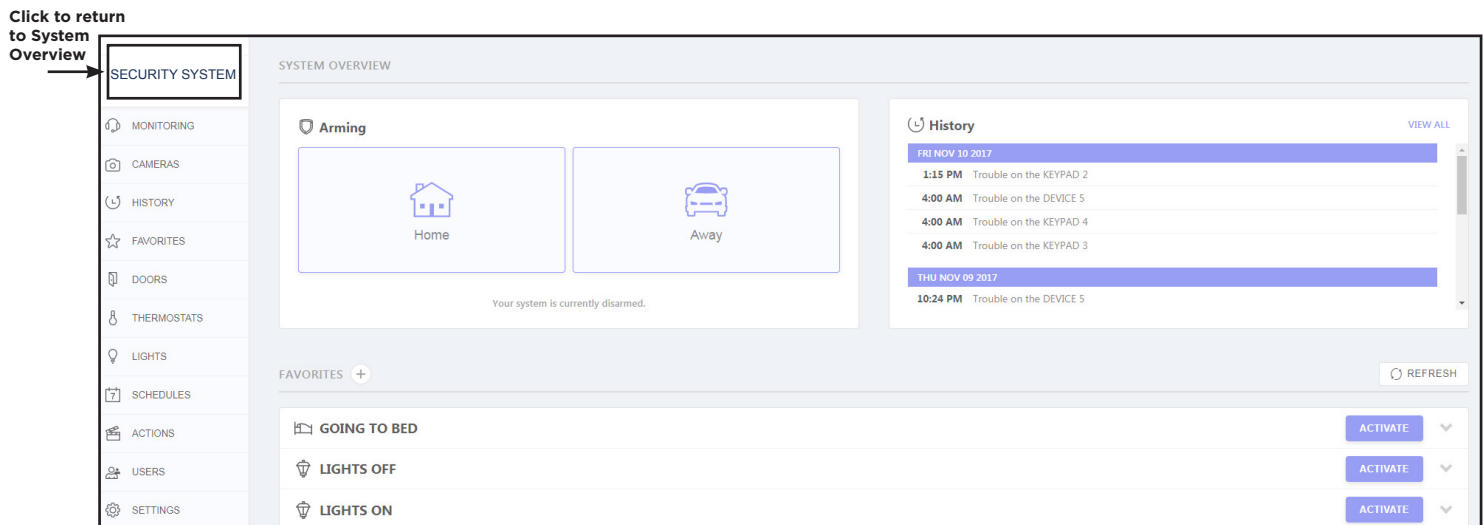 Click to return
to System
Overview
SECURITY SYSTEM
MONITORING
CAMERAS
HISTORY
FAVORITES
DOORS
THERMOSTATS
LIGHTS
7
SCHEDULES
ACTIONS
USERS
SETTINGS
SYSTEM OVERVIEW
Arming
Home
Away
Your system is currently disarmed.
History
VIEW ALL
FRI NOV 10 2017
1:15 PM Trouble on the KEYPAD 2
4:00 AM Trouble on the DEVICE 5
4:00 AM Trouble on the KEYPAD 4
4:00 AM Trouble on the KEYPAD 3
THU NOV 09 2017
10:24 PM Trouble on the DEVICE 5
FAVORITES +
REFRESH
GOING TO BED ACTIVATE
LIGHTS OFF ACTIVATE
LIGHTS ON ACTIVATE